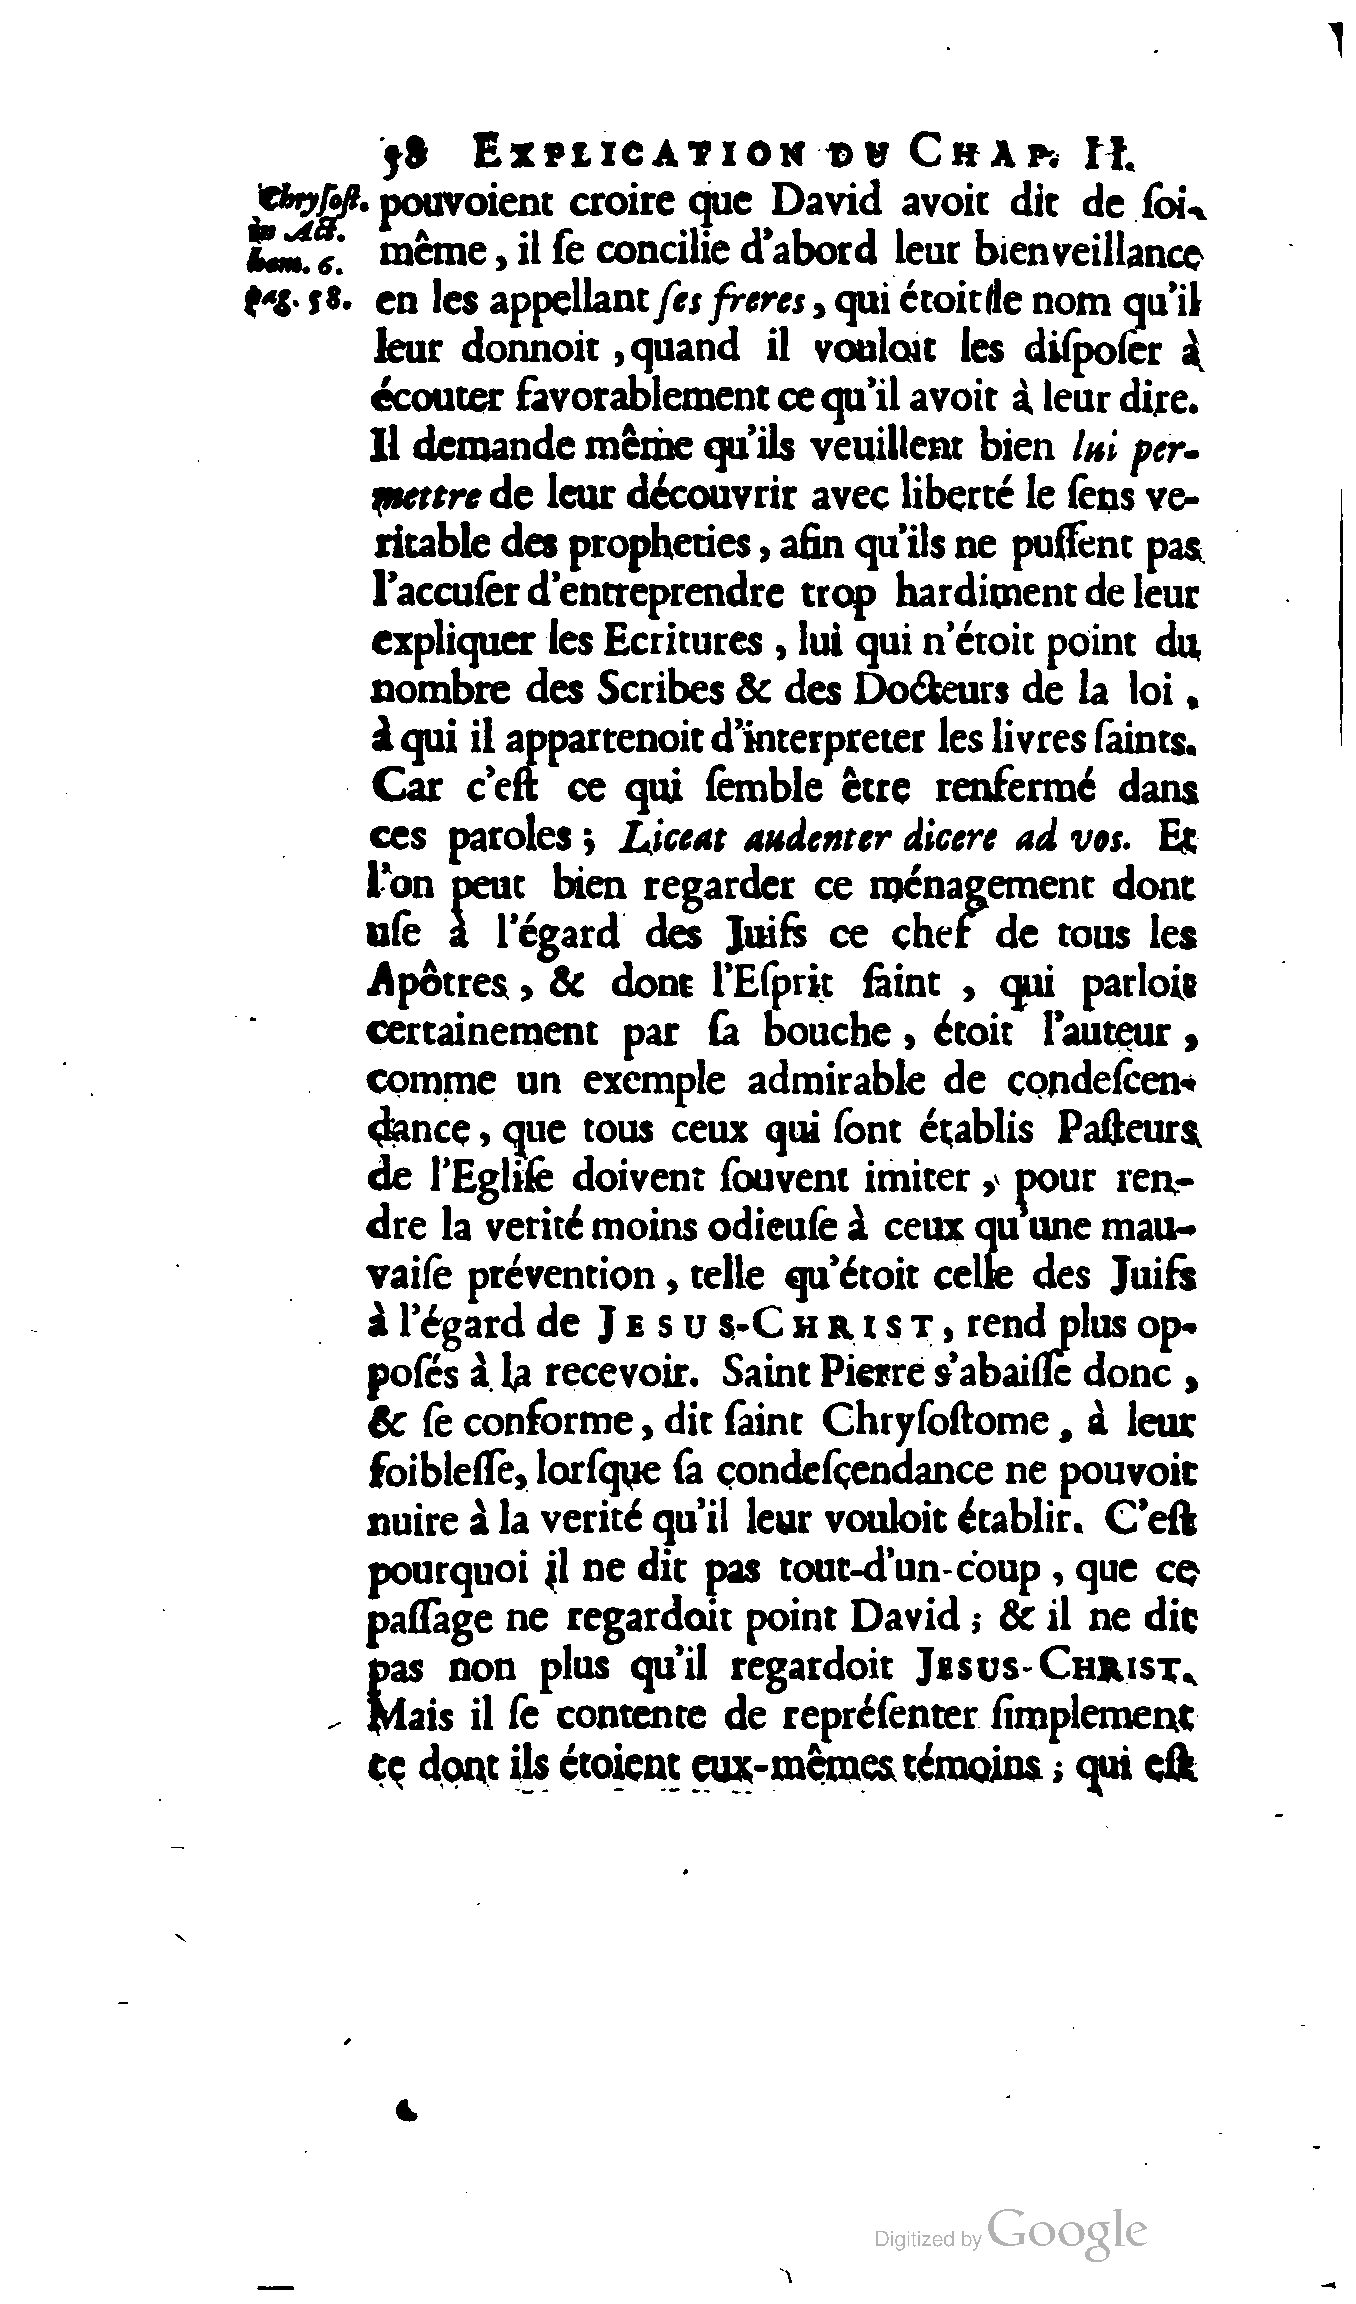 58 EXPLICATION DU CHAP. II.
Chryſoſt.
in Act.
hom. 6.
pag. 58.
pouvoient croire que David avoit dit de ſoi-
même, il ſe concilie d'abord leur bienveillance
en les appellant ſes freres, qui étoit le nom qu'il
leur donnoit, quand il vouloit les diſpoſer à
écouter favorablement ce qu'il avoit à leur dire.
Il demande même qu'ils veuillent bien lui per-
mettre de leur découvrir avec liberté le ſens ve-
ritable des propheties, afin qu'ils ne puſſent pas
l'accuſer d'entreprendre trop hardiment de leur
expliquer les Ecritures, lui qui n'étoit point du
nombre des Scribes & des Docteurs de la loi,
à qui il appartenoit d'interpreter les livres ſaints.
Car c'eſt ce qui ſemble être renfermé dans
ces paroles; Liceat audenter dicere ad vos. Et
l'on peut bien regarder ce ménagement dont
uſe à l'égard des Juifs ce chef de tous les
Apôtres, & dont l'Eſprit ſaint, qui parloit
certainement par ſa bouche, étoit l'auteur,
comme un exemple admirable de condeſcen-
dance, que tous ceux qui ſont établis Paſteurs
de l'Egliſe doivent ſouvent imiter, pour ren-
dre la verité moins odieuſe à ceux qu'une mau-
vaiſe prévention, telle qu'étoit celle des Juifs
à l'égard de JESUS-CHRIST, rend plus op-
poſés à la recevoir. Saint Pierre s'abaiſſe donc,
& ſe conforme, dit ſaint Chryſoſtome, à leur
foibleſſe, lorſque ſa condeſcendance ne pouvoit
nuire à la verité qu'il leur vouloit établir. C'eſt
pourquoi il ne dit pas tout-d'un-coup, que ce
paſſage ne regardoit point David; & il ne dit
pas non plus qu'il regardoit JESUS-CHRIST.
Mais il ſe contente de repréſenter ſimplement
ce dont ils étoient eux-mêmes témoins; qui eſt
Digitized by Google